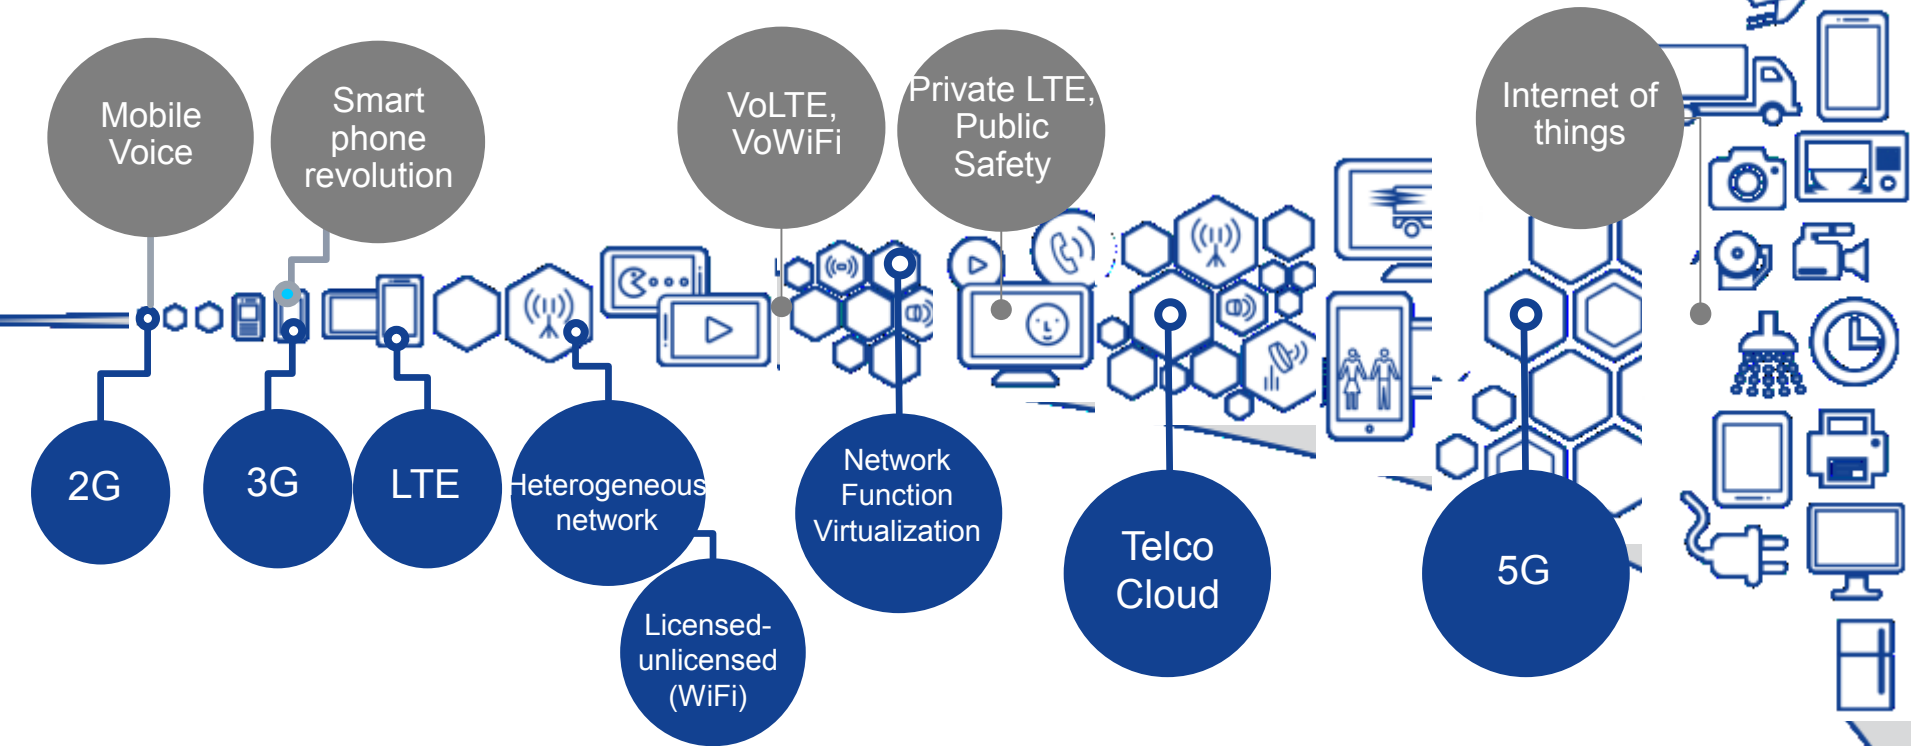 Mobile
Voice
Smart
phone
revolution
VoLTE,
VoWiFi
Private LTE,
Public
Safety
Internet of
things
2G
3G
LTE
Heterogeneous
network
Licensed-
unlicensed
(WiFi)
Network
Function
Virtualization
Telco
Cloud
5G